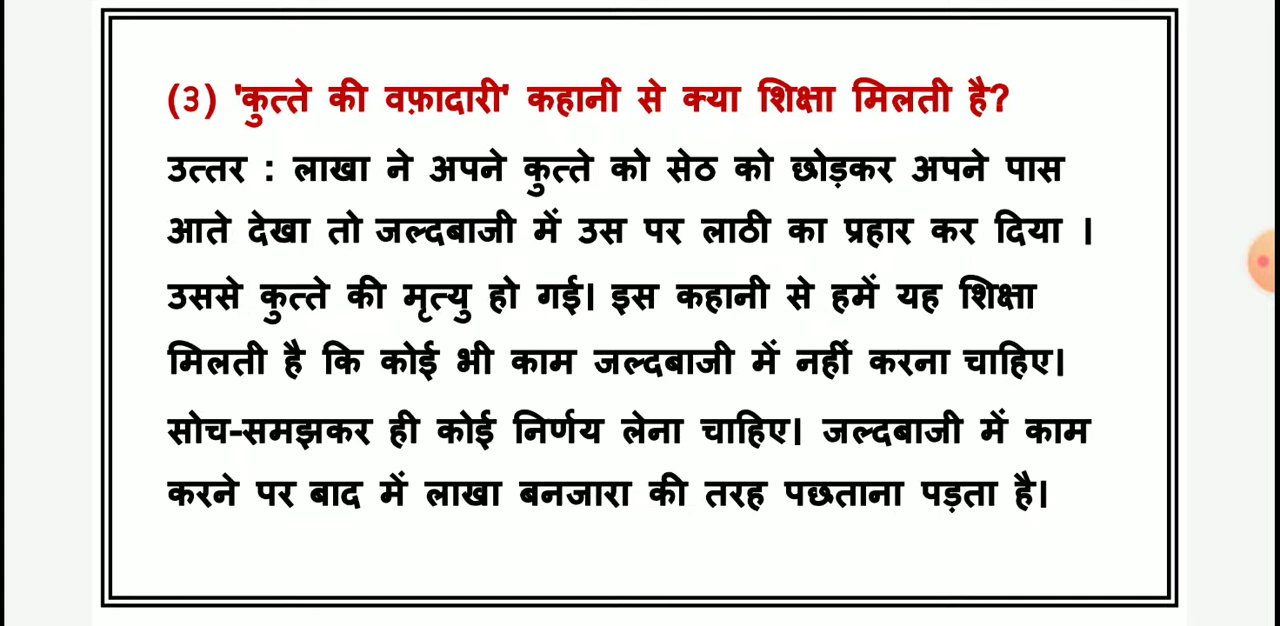 (3) 'कुत्ते की वफ़ादारी' कहानी से क्या शिक्षा मिलती है?
उत्तर : लाखा ने अपने कुत्ते को सेठ को छोड़कर अपने पास
आते देखा तो जल्दबाजी में उस पर लाठी का प्रहार कर दिया ।
उससे कुत्ते की मृत्यु हो गई। इस कहानी से हमें यह शिक्षा
मिलती है कि कोई भी काम जल्दबाजी में नहीं करना चाहिए।
सोच-समझकर ही कोई निर्णय लेना चाहिए। जल्दबाजी में काम
करने पर बाद में लाखा बनजारा की तरह पछताना पड़ता है।